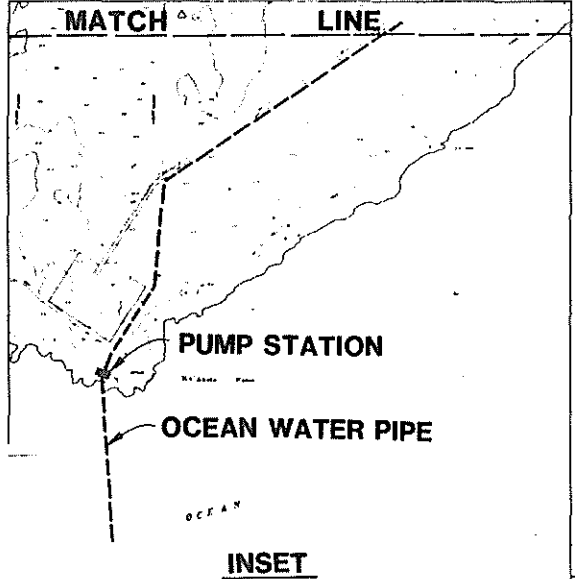 MATCH LINE
PUMP STATION
OCEAN WATER PIPE
OCEAN
INSET